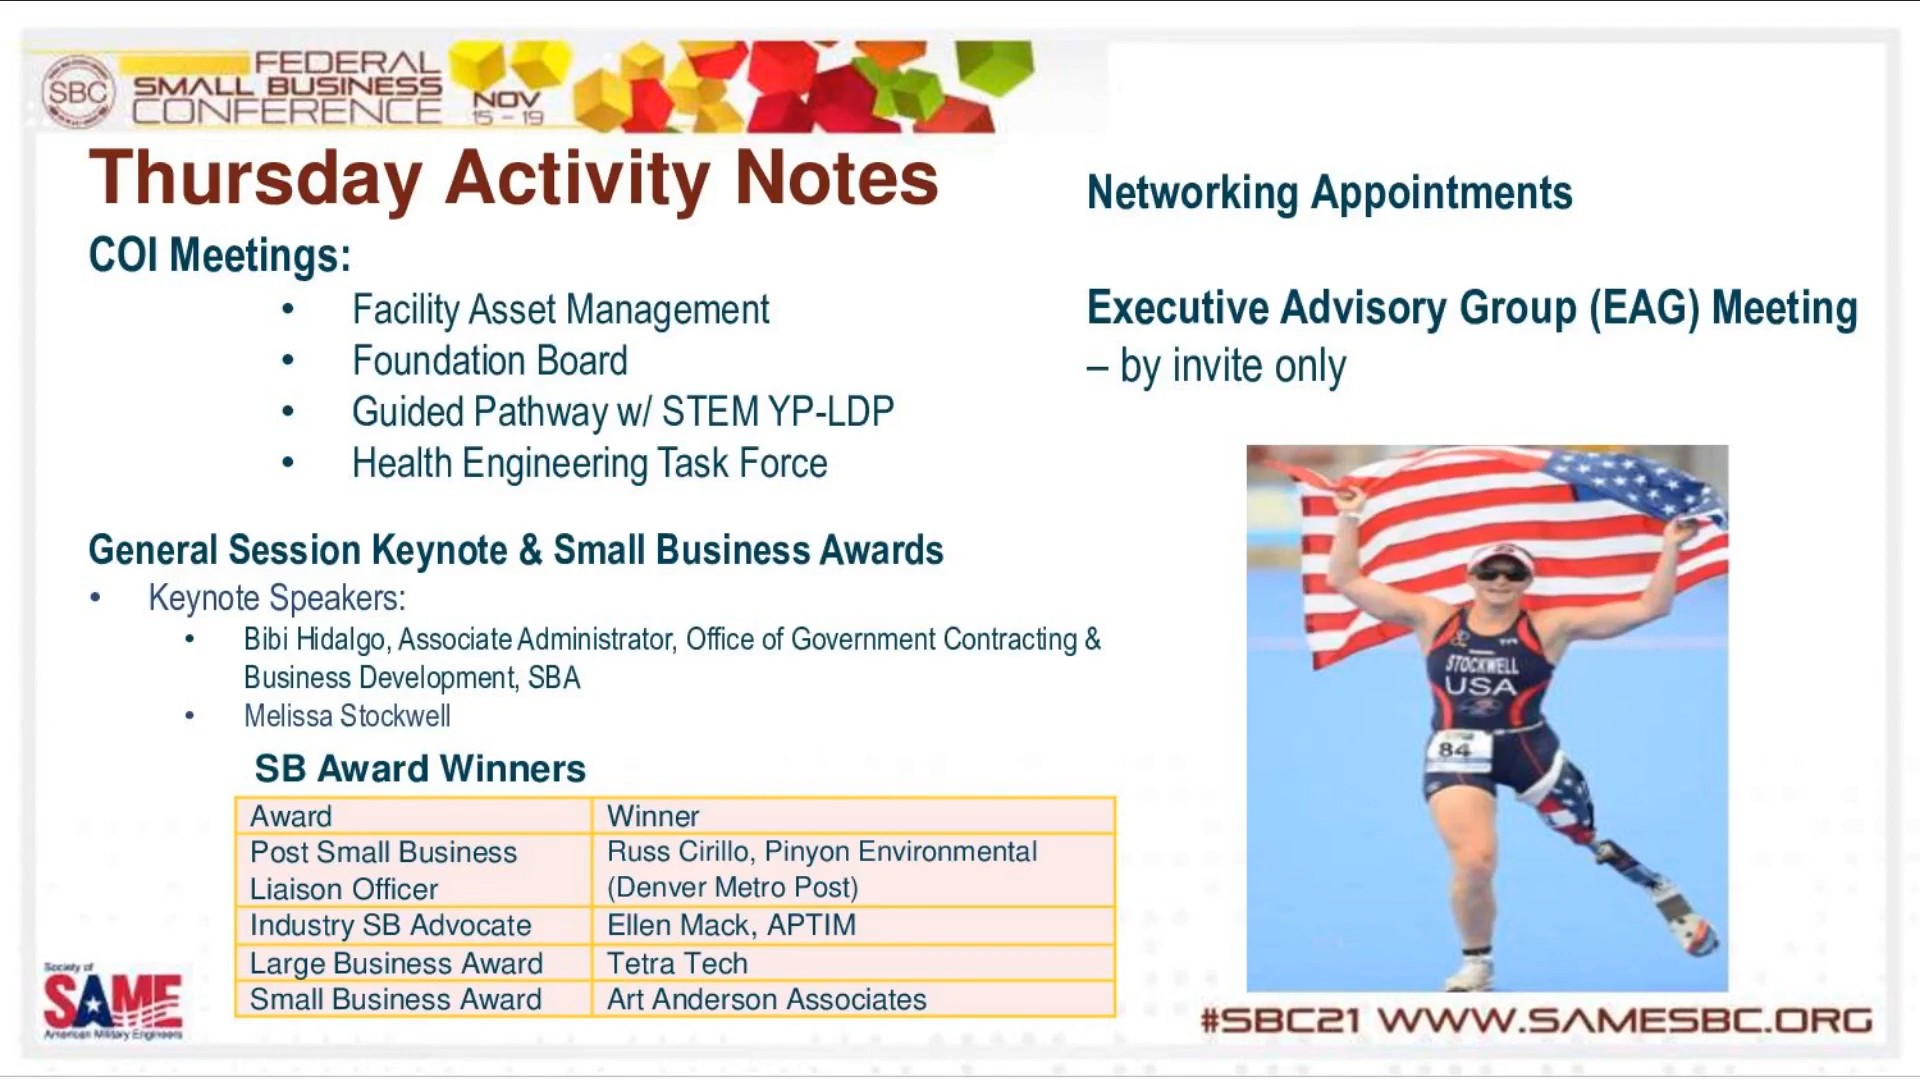 SBC
FEDERAL
SMALL BUSINESS
CONFERENCE
NOV
15 - 19
Thursday Activity Notes
COI Meetings:
• Facility Asset Management
• Foundation Board
• Guided Pathway w/ STEM YP-LDP
• Health Engineering Task Force
General Session Keynote & Small Business Awards
• Keynote Speakers:
• Bibi Hidalgo, Associate Administrator, Office of Government Contracting &
Business Development, SBA
• Melissa Stockwell
SB Award Winners
Award Winner
Post Small Business
Liaison Officer
Russ Cirillo, Pinyon Environmental
(Denver Metro Post)
Industry SB Advocate Ellen Mack, APTIM
Large Business Award Tetra Tech
Small Business Award Art Anderson Associates
Networking Appointments
Executive Advisory Group (EAG) Meeting
– by invite only
STOCKWELL
USA
84
Society of
SAME
American Military Engineers
#SBC21 WWW.SAMESBC.ORG